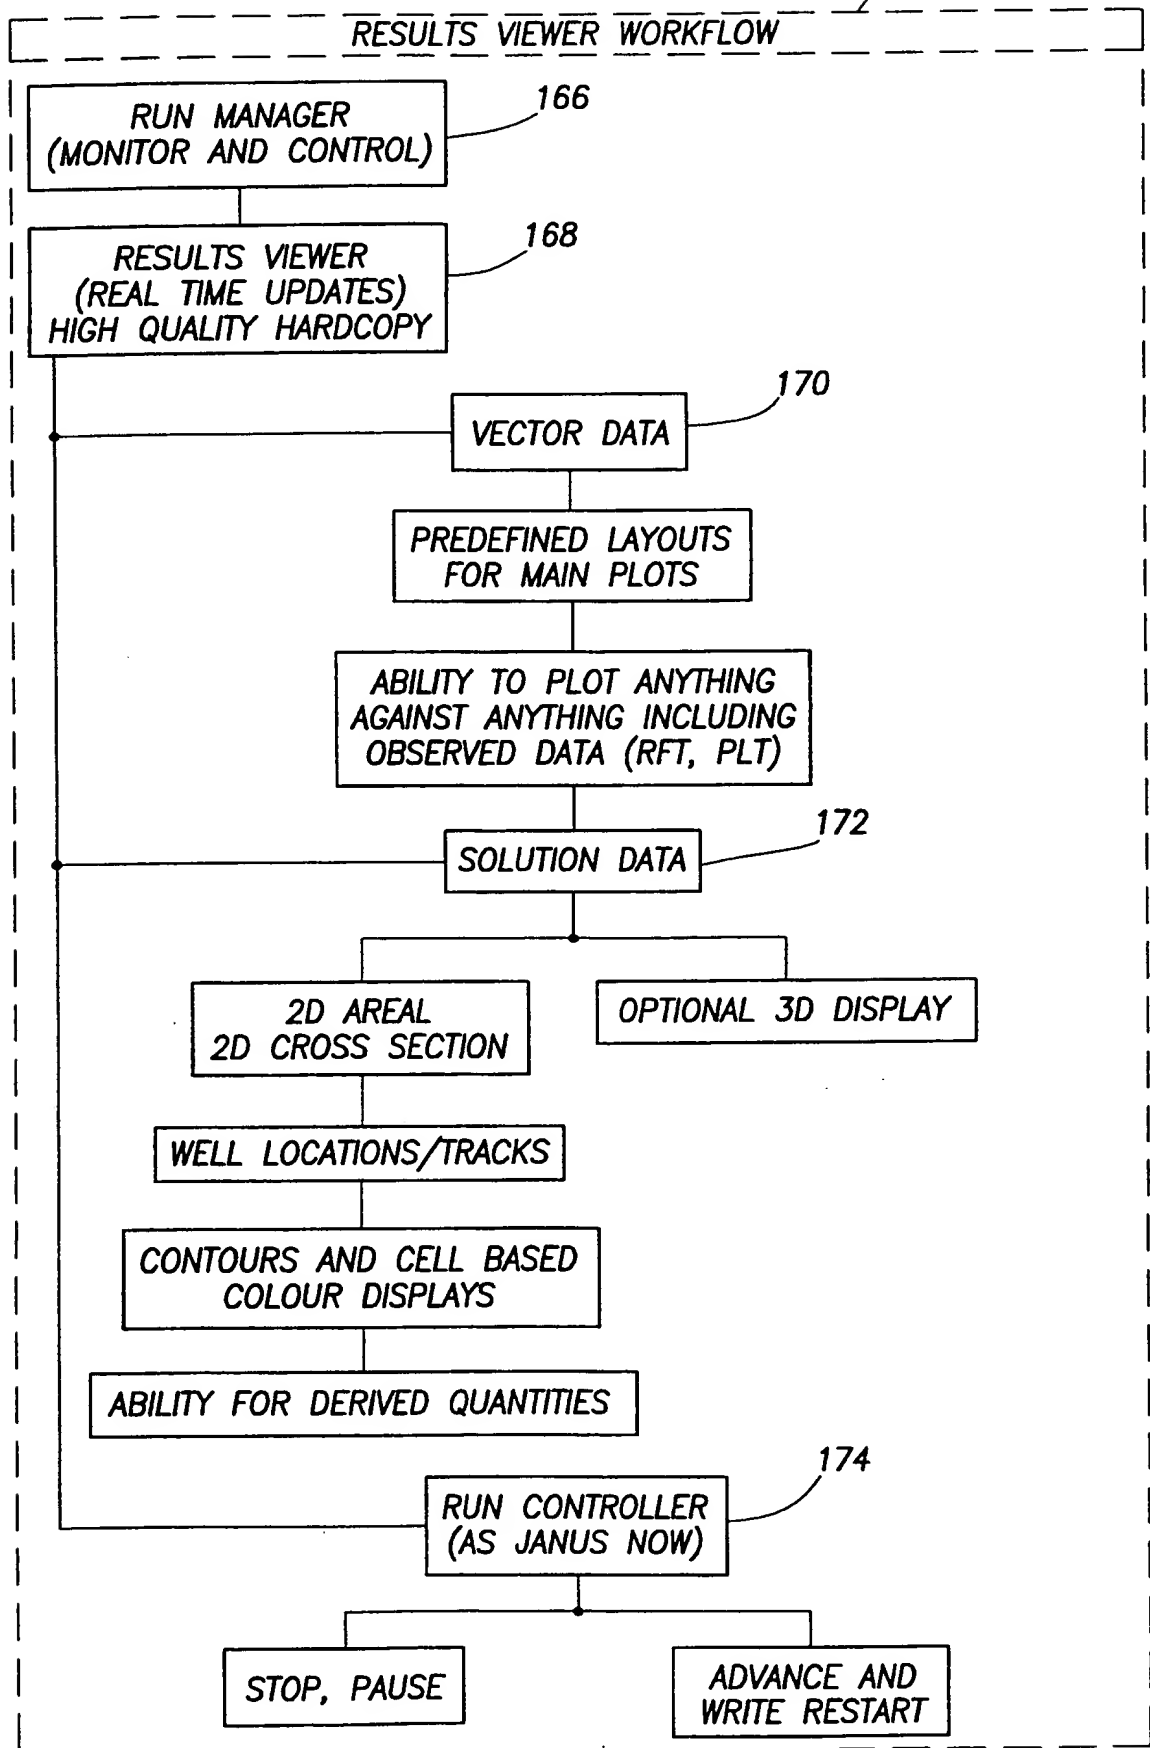 RESULTS VIEWER WORKFLOW
RUN MANAGER
(MONITOR AND CONTROL)
166
RESULTS VIEWER
(REAL TIME UPDATES)
HIGH QUALITY HARDCOPY
168
VECTOR DATA
170
PREDEFINED LAYOUTS
FOR MAIN PLOTS
ABILITY TO PLOT ANYTHING
AGAINST ANYTHING INCLUDING
OBSERVED DATA (RFT, PLT)
SOLUTION DATA
172
2D AREAL
2D CROSS SECTION
OPTIONAL 3D DISPLAY
WELL LOCATIONS/TRACKS
CONTOURS AND CELL BASED
COLOUR DISPLAYS
ABILITY FOR DERIVED QUANTITIES
RUN CONTROLLER
(AS JANUS NOW)
174
STOP, PAUSE
ADVANCE AND
WRITE RESTART